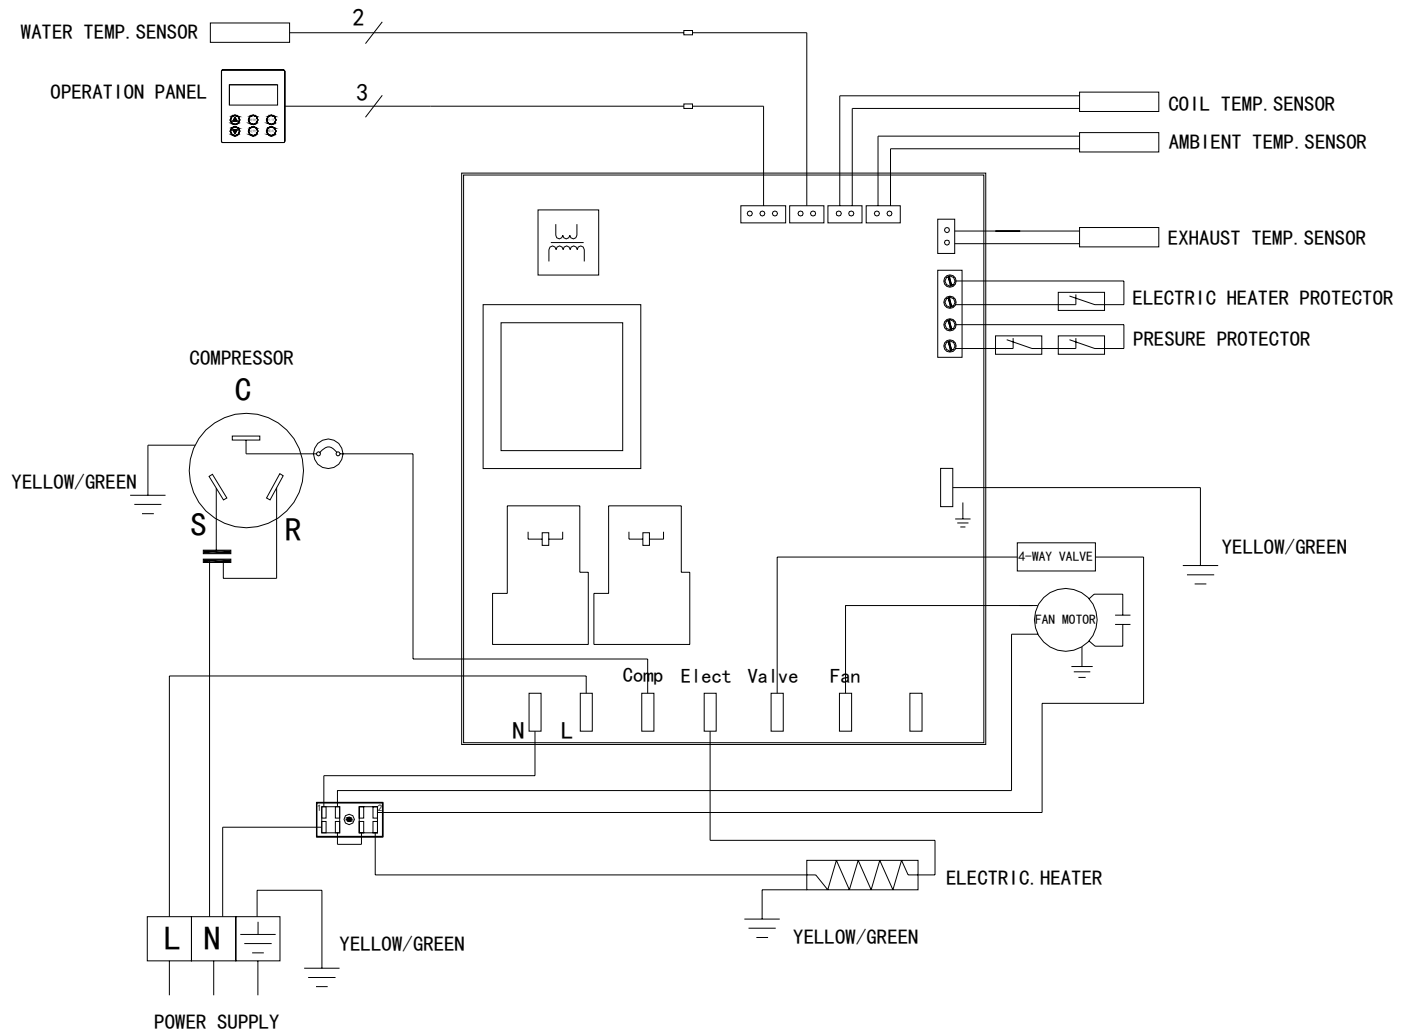 WATER TEMP.SENSOR
2
OPERATION PANEL
3
COIL TEMP.SENSOR
AMBIENT TEMP.SENSOR
EXHAUST TEMP.SENSOR
ELECTRIC HEATER PROTECTOR
PRESURE PROTECTOR
COMPRESSOR
C
YELLOW/GREEN
S
R
YELLOW/GREEN
4-WAY VALVE
FAN MOTOR
Comp Elect Valve Fan
N L
1 2
ELECTRIC.HEATER
YELLOW/GREEN
L N
YELLOW/GREEN
POWER SUPPLY